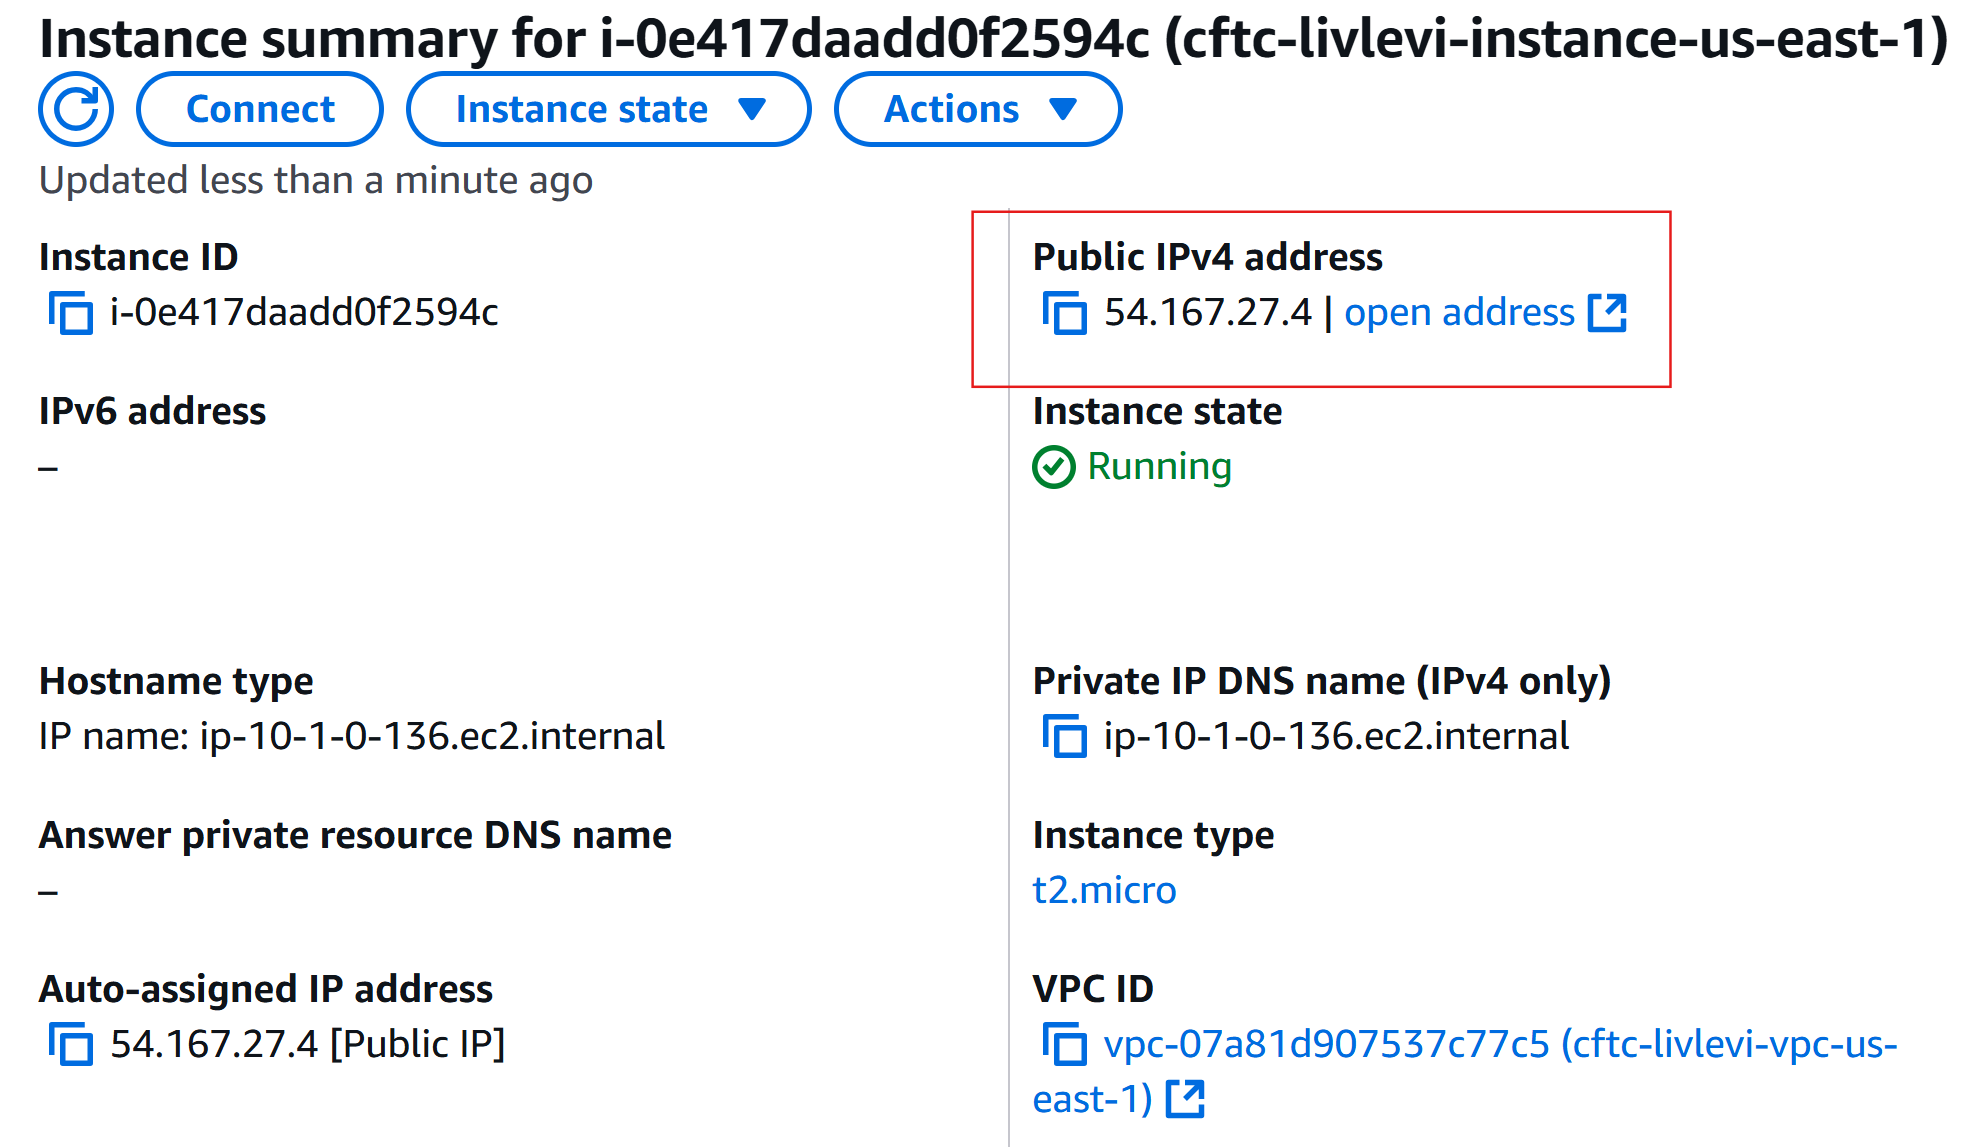 Instance summary for i-0e417daadd0f2594c (cftc-livlevi-instance-us-east-1)
Connect
Instance state
Actions
Updated less than a minute ago
Instance ID
i-0e417daadd0f2594c
Public IPv4 address
54.167.27.4 | open address
IPv6 address
–
Instance state
Running
Hostname type
IP name: ip-10-1-0-136.ec2.internal
Private IP DNS name (IPv4 only)
ip-10-1-0-136.ec2.internal
Answer private resource DNS name
–
Instance type
t2.micro
Auto-assigned IP address
54.167.27.4 [Public IP]
VPC ID
vpc-07a81d907537c77c5 (cftc-livlevi-vpc-us-
east-1)